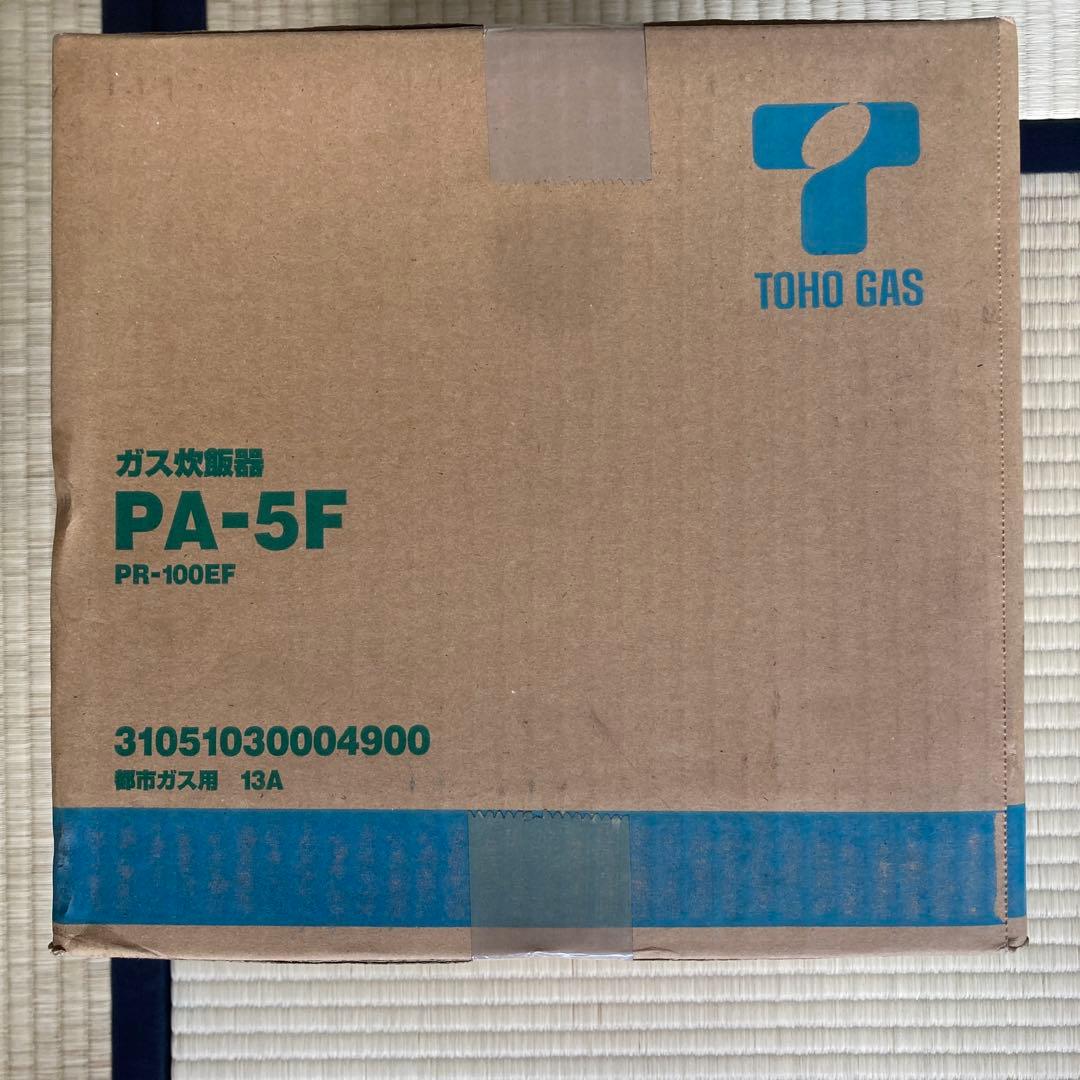 TOHO GAS
ガス炊飯器
PA-5F
PR-100EF
31051030004900
都市ガス用 13A